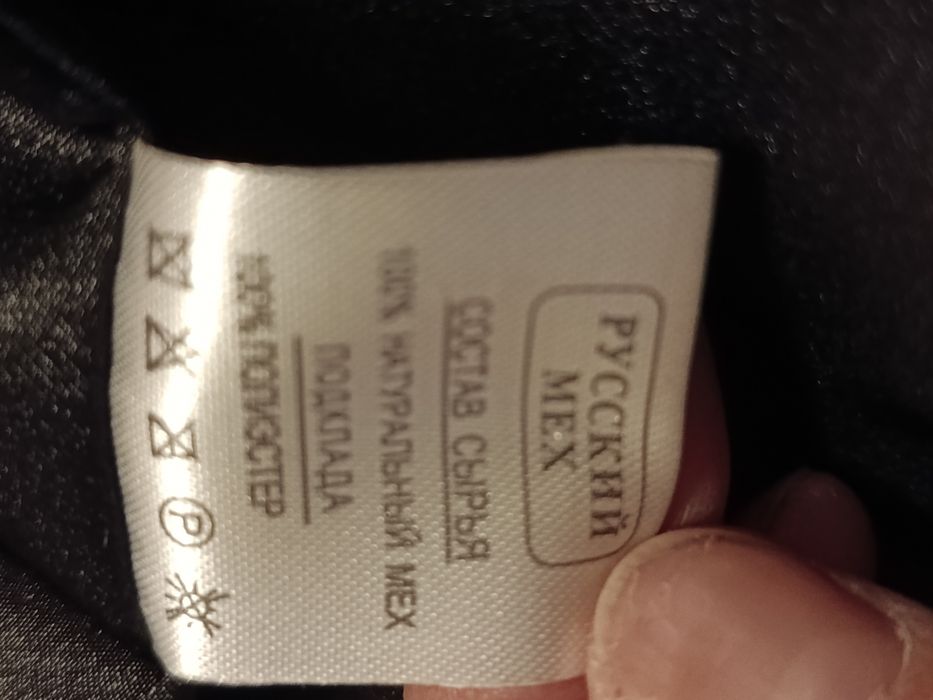 РУССКИЙ
МЕХ
СОСТАВ СЫРЬЯ
100% НАТУРАЛЬНЫЙ МЕХ
ПОДКЛАДА
100% ПОЛИЭСТЕР
P